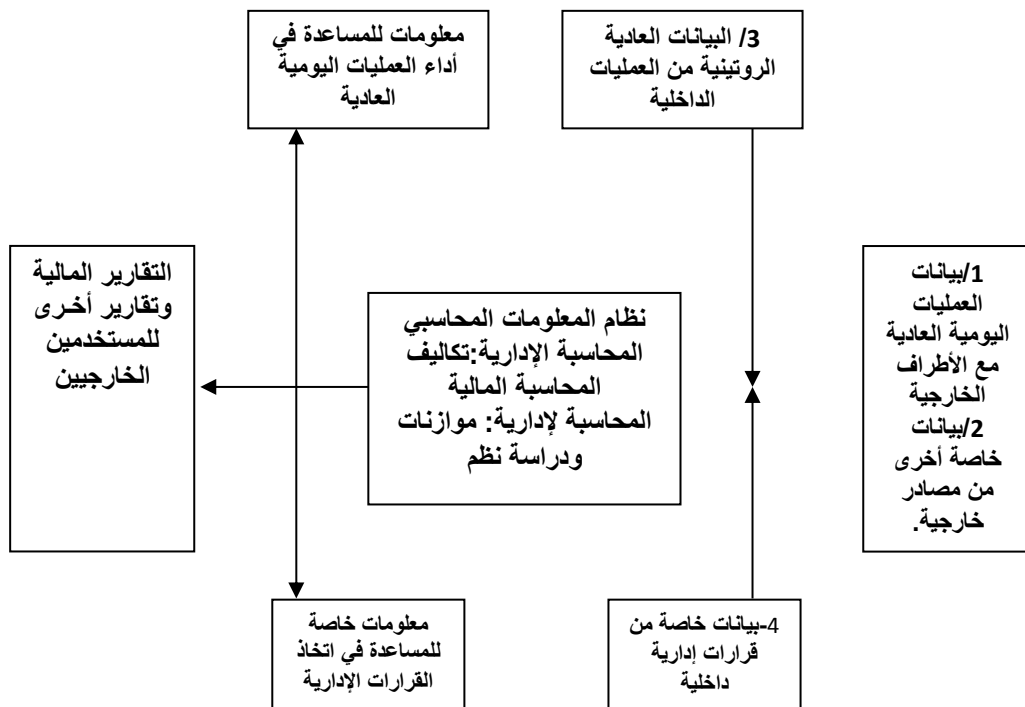 3/ البيانات العادية
الروتينية من العمليات
الداخلية
معلومات للمساعدة في
أداء العمليات اليومية
العادية
1/بيانات
العمليات
اليومية العادية
مع الأطراف
الخارجية
2/بيانات
خاصة أخرى
من مصادر
خارجية.
نظام المعلومات المحاسبي
المحاسبة الإدارية:تكاليف
المحاسبة المالية
المحاسبة لإدارية: موازنات
ودراسة نظم
التقارير المالية
وتقارير أخرى
للمستخدمين
الخارجيين
4-بيانات خاصة من
قرارات إدارية
داخلية
معلومات خاصة
للمساعدة في اتخاذ
القرارات الإدارية